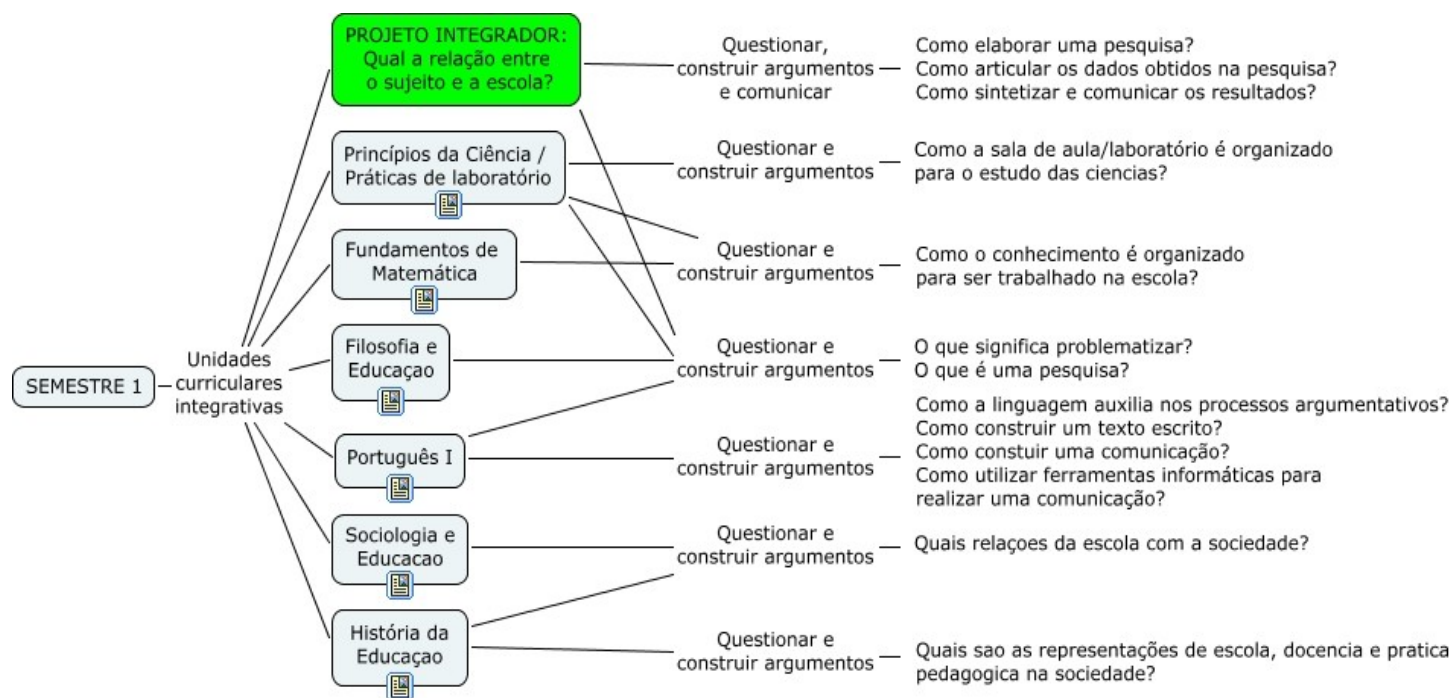 PROJETO INTEGRADOR:
Qual a relação entre
o sujeito e a escola?
Questionar,
construir argumentos
e comunicar
Como elaborar uma pesquisa?
Como articular os dados obtidos na pesquisa?
Como sintetizar e comunicar os resultados?
Princípios da Ciência /
Práticas de laboratório
Questionar e
construir argumentos
Como a sala de aula/laboratório é organizado
para o estudo das ciencias?
Fundamentos de
Matemática
Questionar e
construir argumentos
Como o conhecimento é organizado
para ser trabalhado na escola?
SEMESTRE 1
Unidades
curriculares
integrativas
Filosofia e
Educaçao
Questionar e
construir argumentos
O que significa problematizar?
O que é uma pesquisa?
Português I
Questionar e
construir argumentos
Como a linguagem auxilia nos processos argumentativos?
Como construir um texto escrito?
Como constuir uma comunicação?
Como utilizar ferramentas informáticas para
realizar uma comunicação?
Sociologia e
Educacao
Questionar e
construir argumentos
Quais relaçoes da escola com a sociedade?
História da
Educaçao
Questionar e
construir argumentos
Quais sao as representações de escola, docencia e pratica
pedagogica na sociedade?